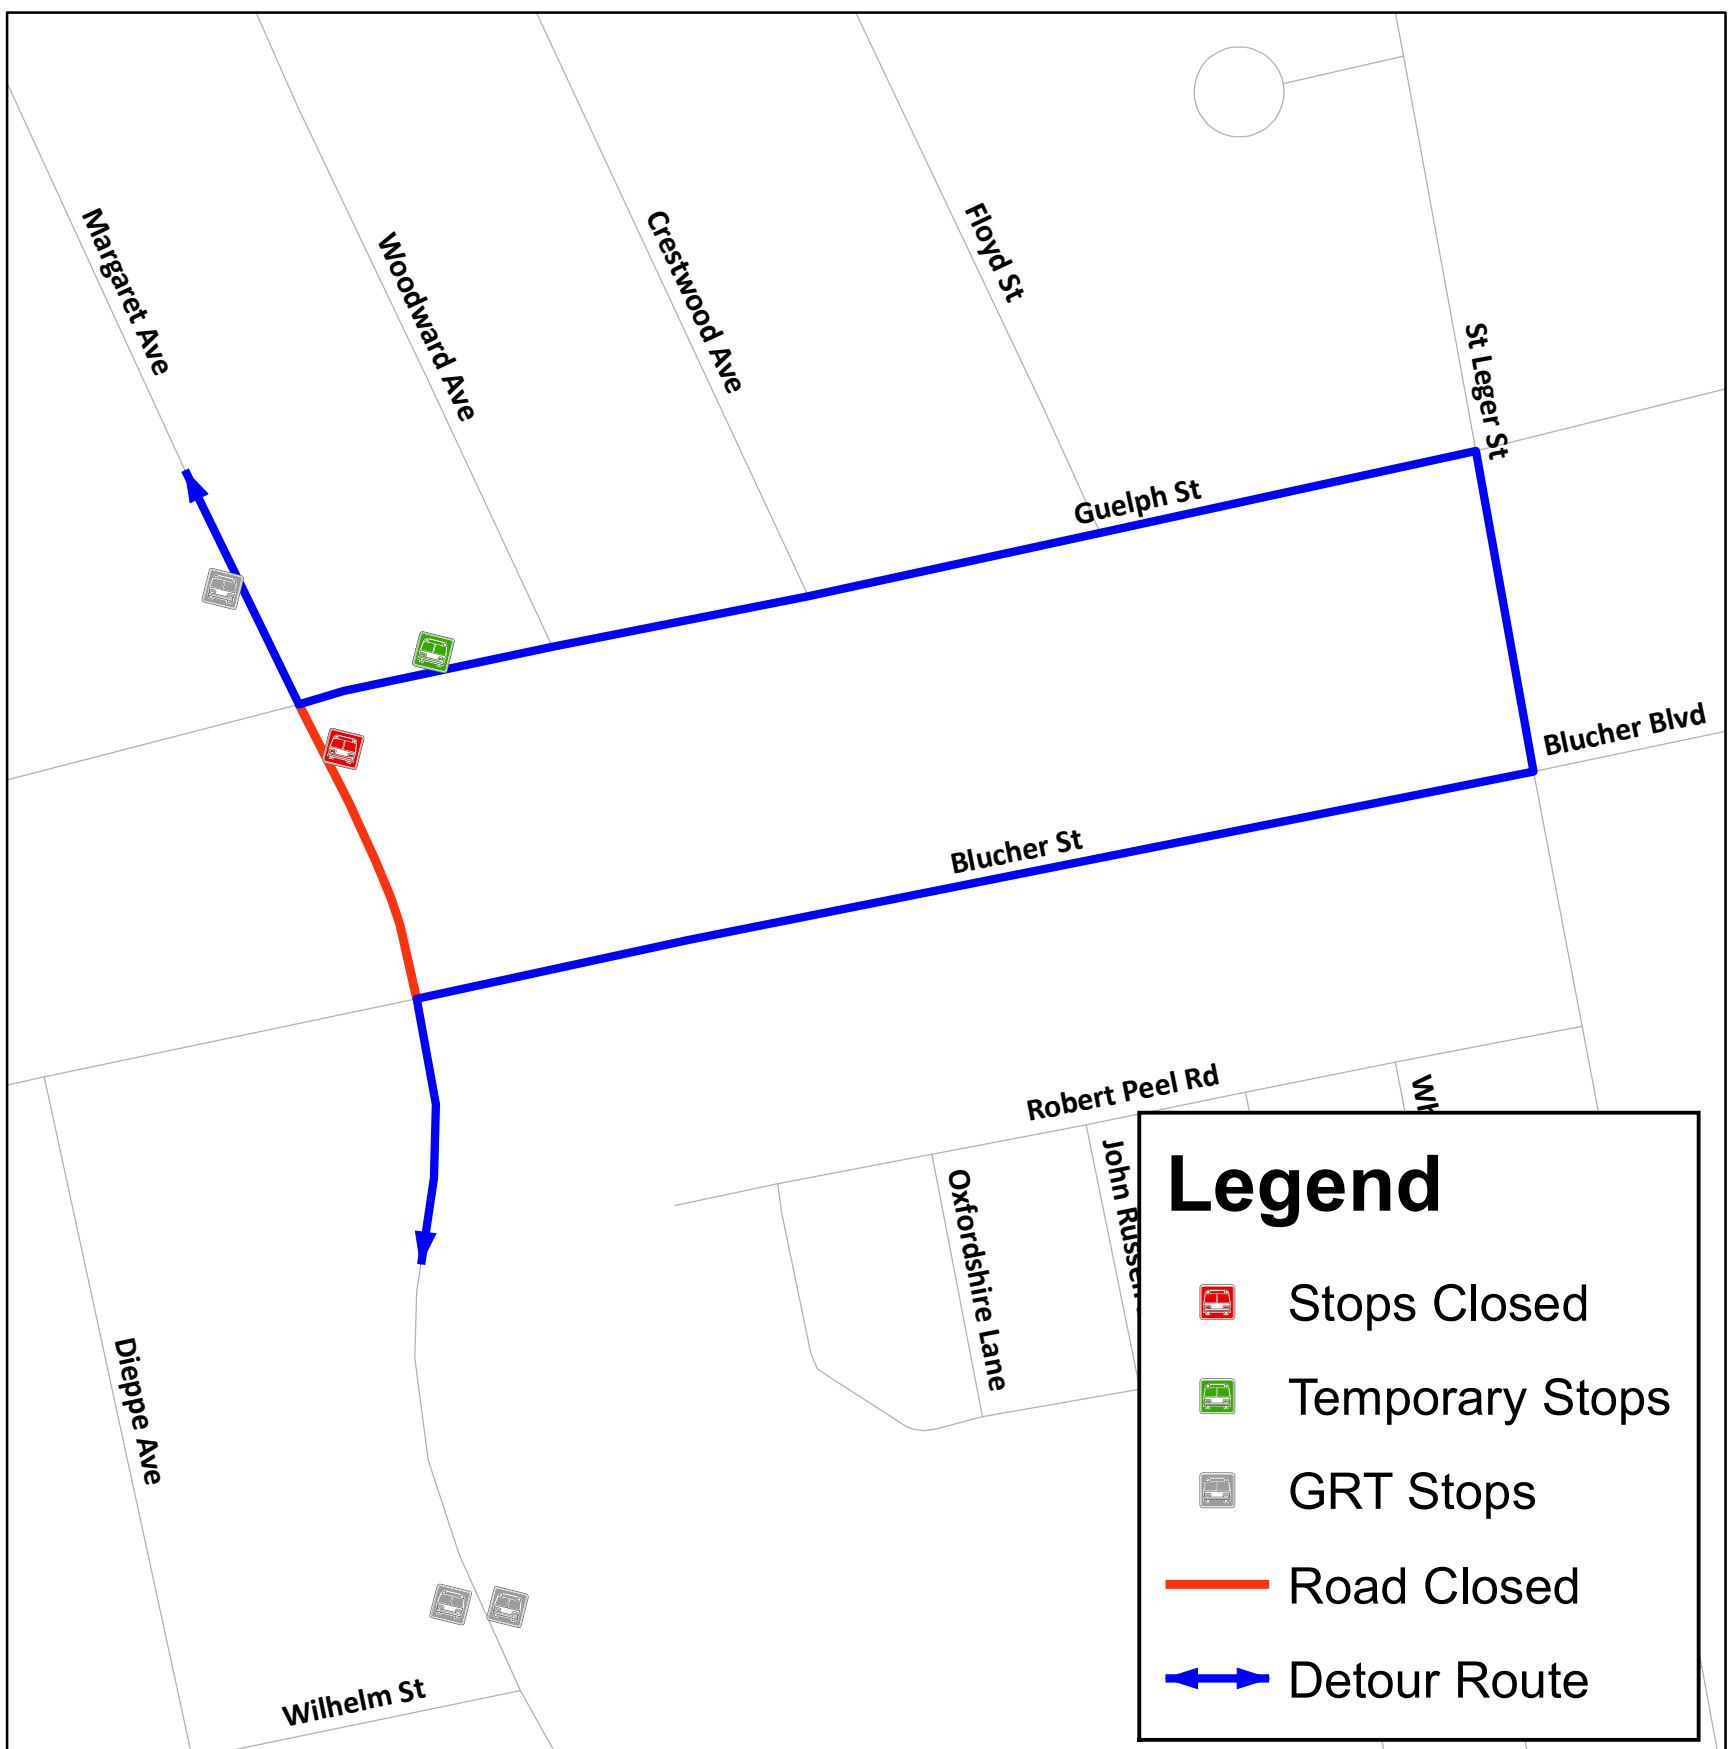 Margaret Ave
Woodward Ave
Crestwood Ave
Floyd St
St Leger St
Guelph St
Blucher Blvd
Blucher St
Robert Peel Rd
Oxfordshire Lane
John
Dieppe Ave
Wilhelm St
Legend
Stops Closed
Temporary Stops
GRT Stops
Road Closed
Detour Route